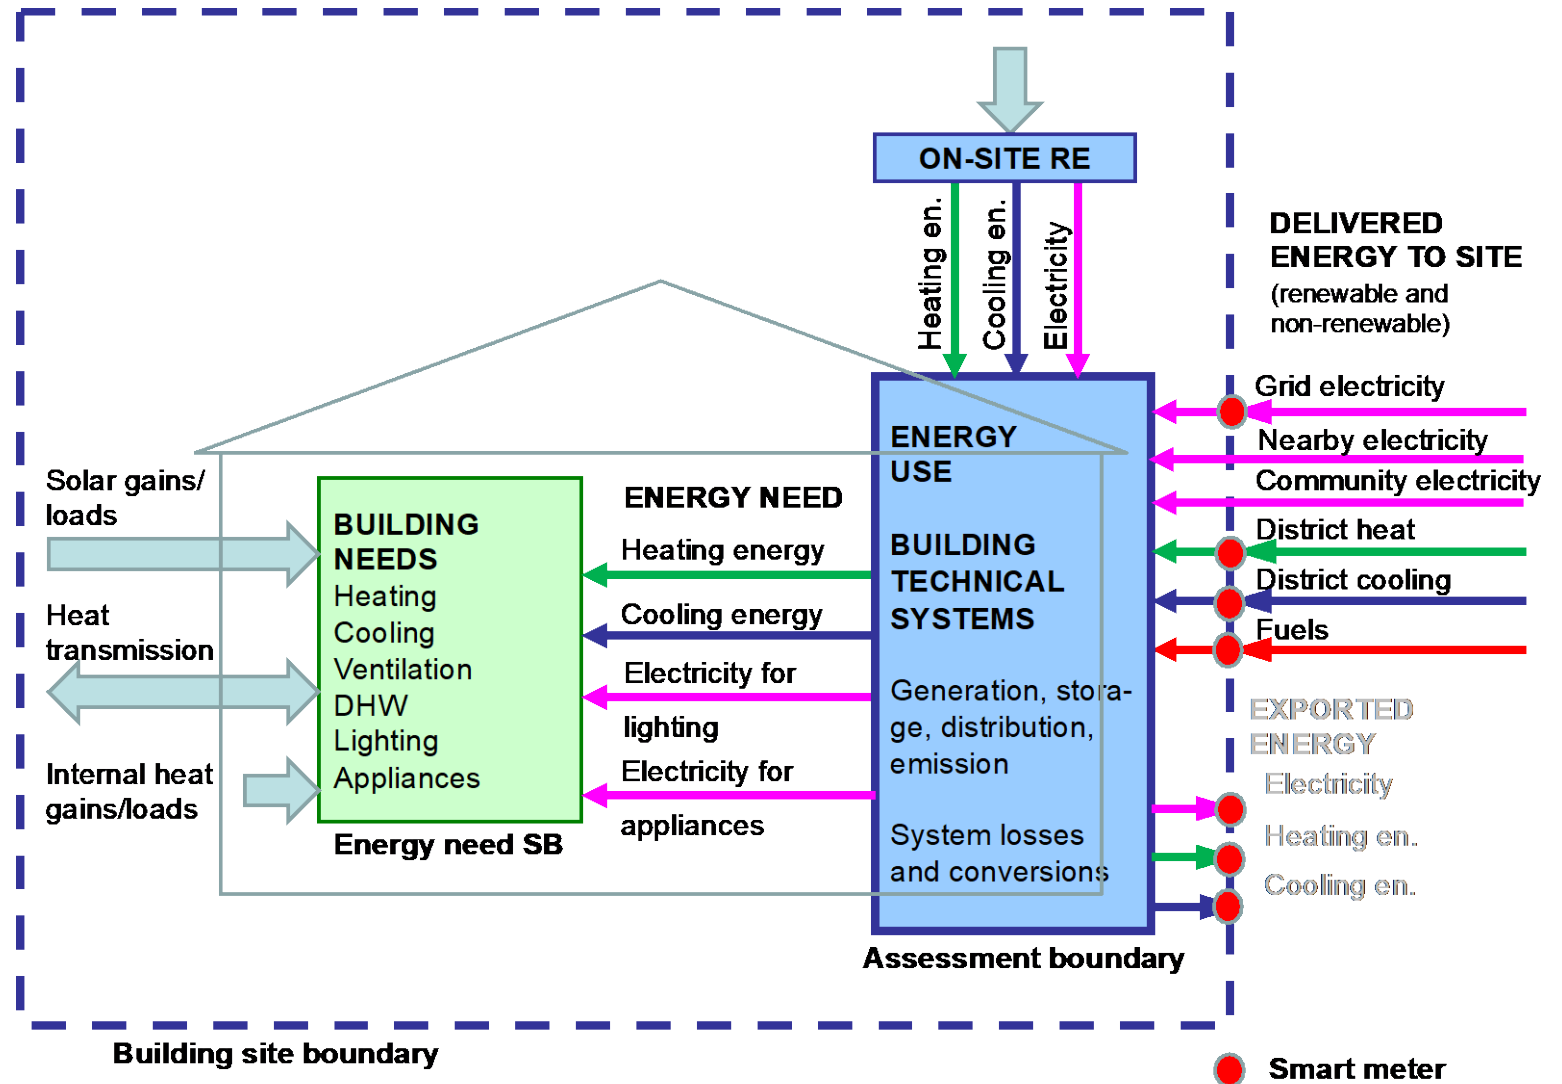 ON-SITE RE
Heating en.
Cooling en.
Electricity
DELIVERED
ENERGY TO SITE
(renewable and
non-renewable)
Grid electricity
Nearby electricity
Community electricity
District heat
District cooling
Fuels
EXPORTED
ENERGY
Electricity
Heating en.
Cooling en.
ENERGY
USE
BUILDING
TECHNICAL
SYSTEMS
Generation, stora-
ge, distribution,
emission
System losses
and conversions
Assessment boundary
ENERGY NEED
Heating energy
Cooling energy
Electricity for
lighting
Electricity for
appliances
BUILDING
NEEDS
Heating
Cooling
Ventilation
DHW
Lighting
Appliances
Energy need SB
Solar gains/
loads
Heat
transmission
Internal heat
gains/loads
Building site boundary
Smart meter